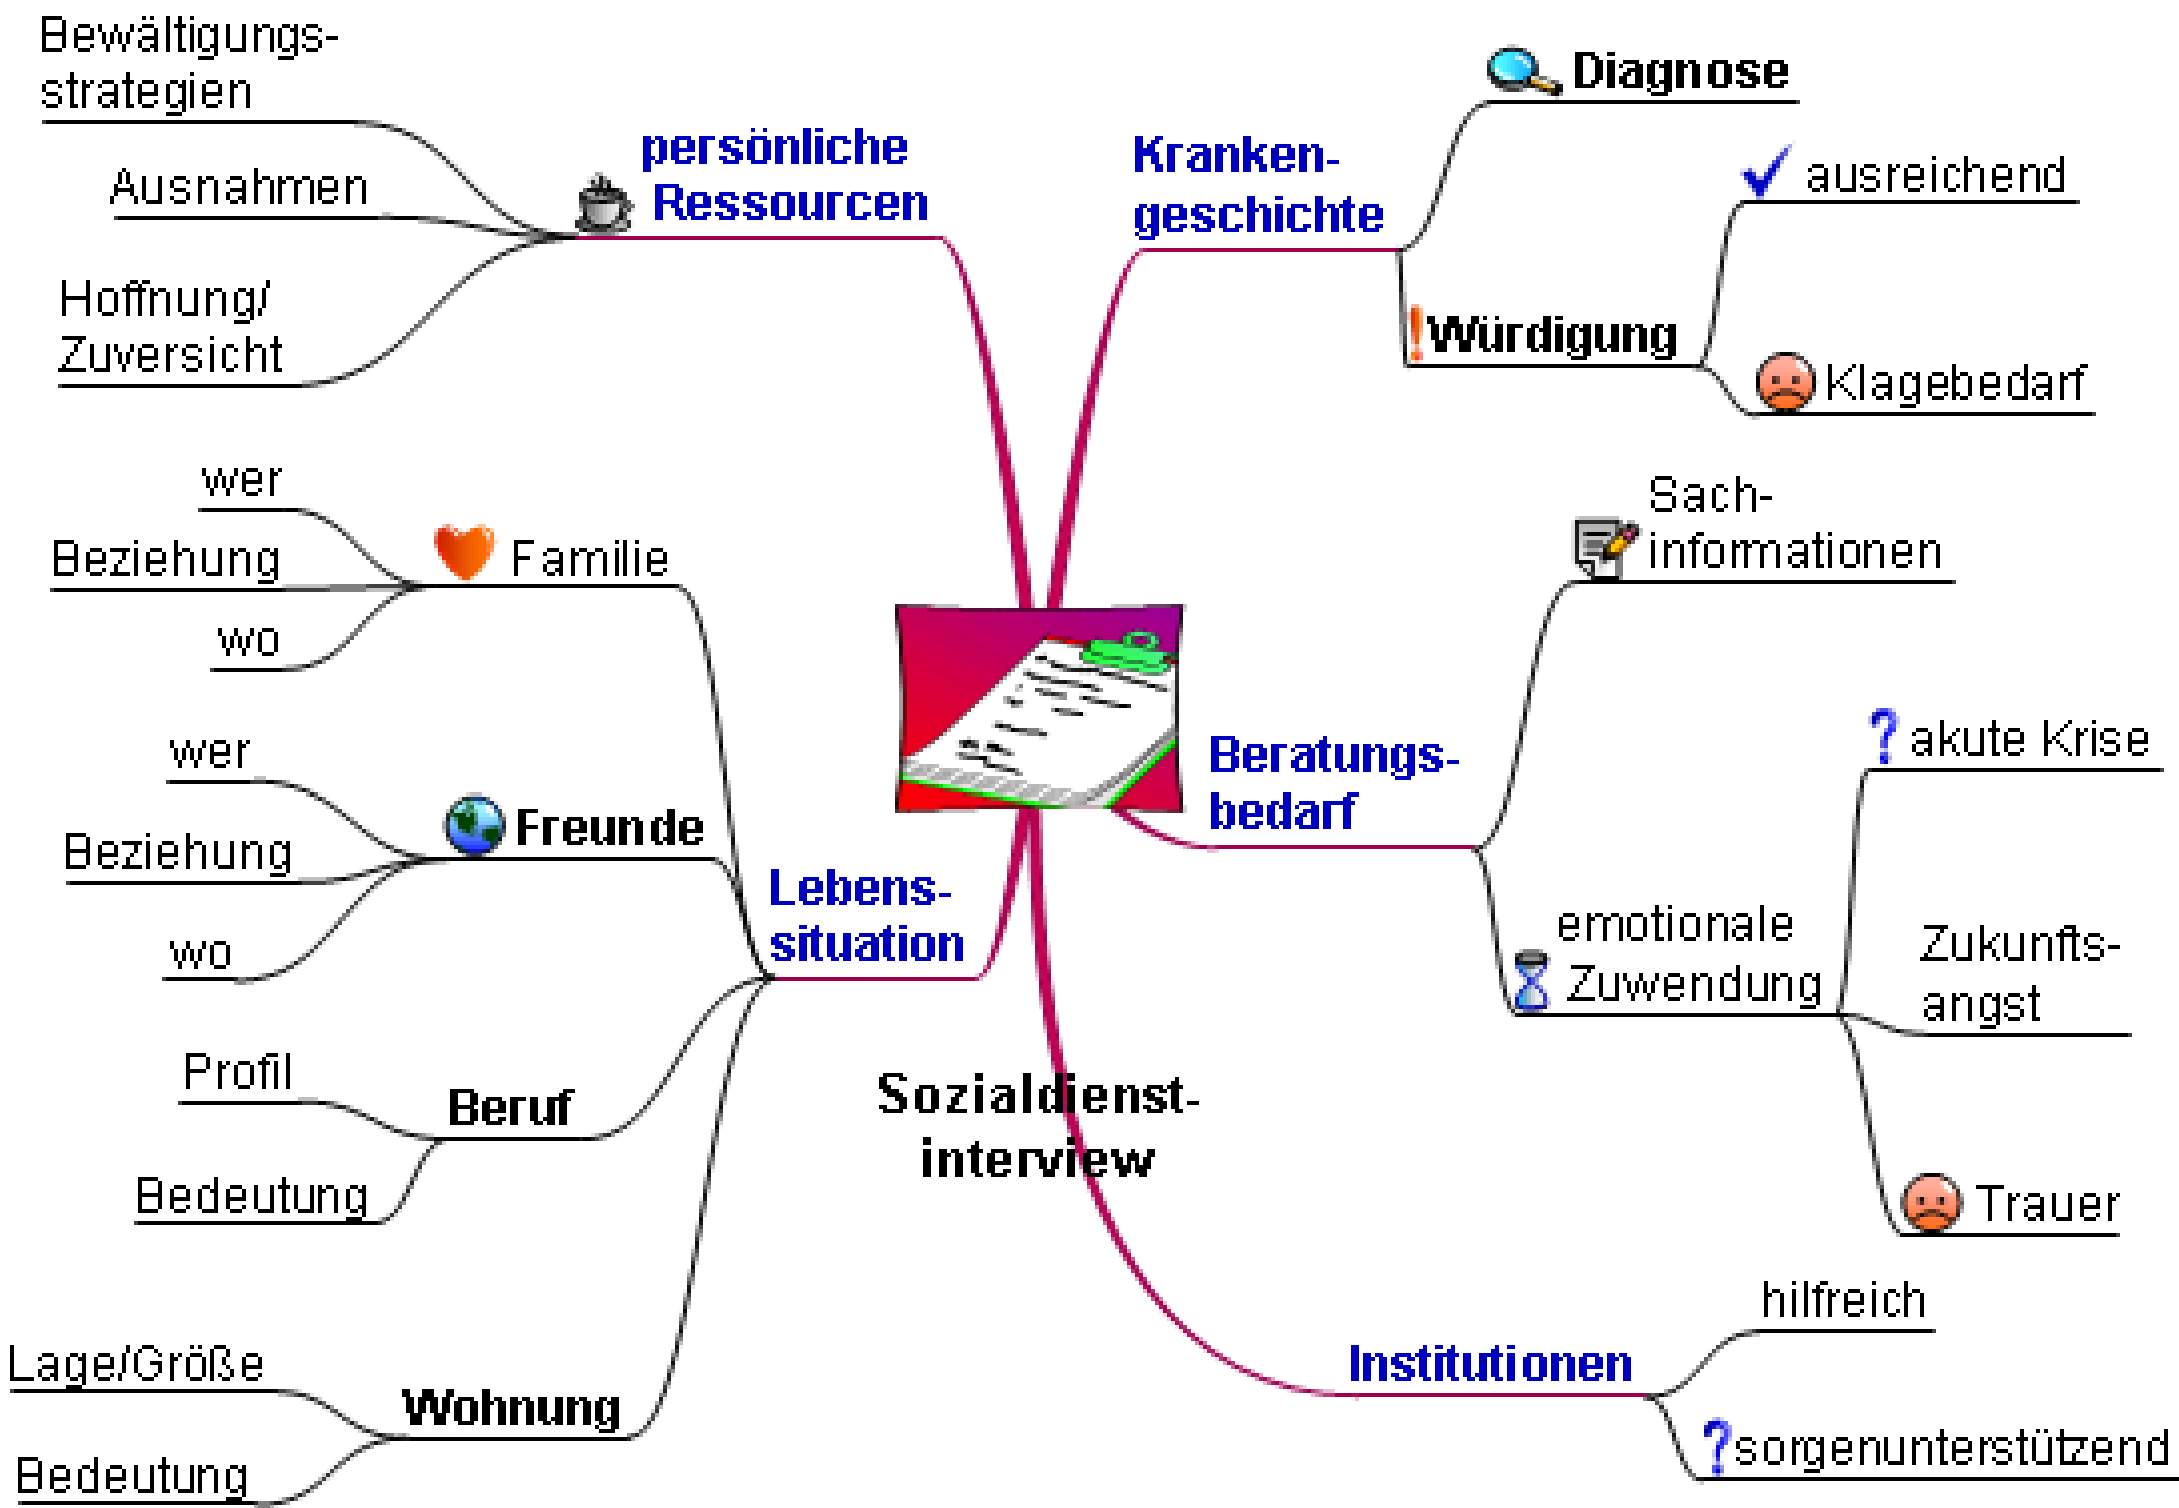 Bewältigungs-
strategien
Ausnahmen
Hoffnung/
Zuversicht
persönliche
Ressourcen
wer
Beziehung
wo
Familie
wer
Beziehung
wo
Freunde
Lebens-
situation
Profil
Bedeutung
Beruf
Lage/Größe
Bedeutung
Wohnung
Sozialdienst-
interview
Kranken-
geschichte
Diagnose
!Würdigung
ausreichend
Klagebedarf
Beratungs-
bedarf
Sach-
informationen
emotionale
Zuwendung
? akute Krise
Zukunfts-
angst
Trauer
Institutionen
hilfreich
?sorgenunterstützend